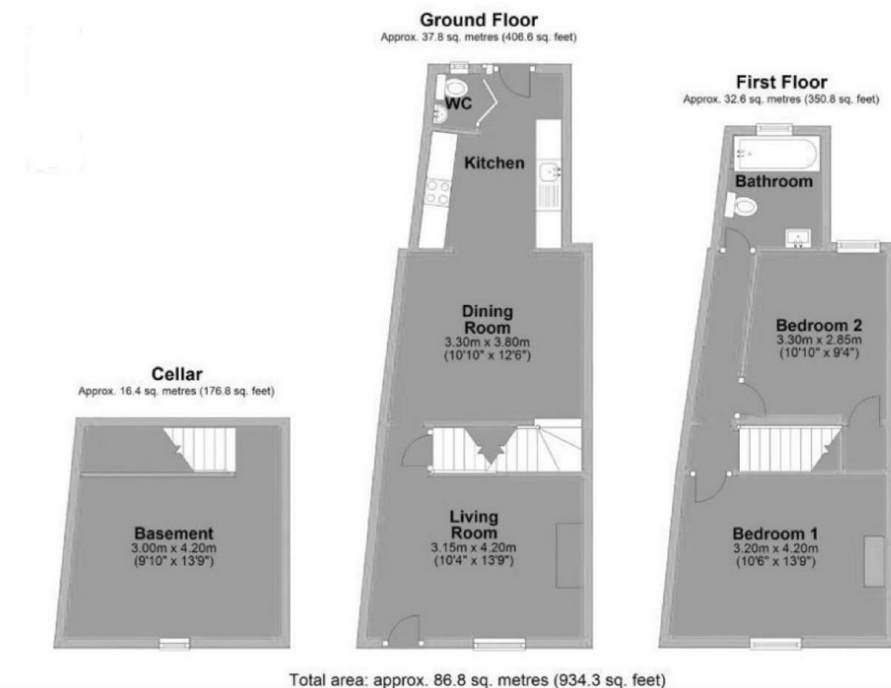 Ground Floor
Approx. 37.8 sq. metres (406.6 sq. feet)
WC
Kitchen
Dining
Room
3.30m x 3.80m
(10'10" x 12'6")
Living
Room
3.15m x 4.20m
(10'4" x 13'9")
First Floor
Approx. 32.6 sq. metres (350.8 sq. feet)
Bathroom
Bedroom 2
3.30m x 2.85m
(10'10" x 9'4")
Bedroom 1
3.20m x 4.20m
(10'6" x 13'9")
Cellar
Approx. 16.4 sq. metres (176.8 sq. feet)
Basement
3.00m x 4.20m
(9'10" x 13'9")
Total area: approx. 86.8 sq. metres (934.3 sq. feet)